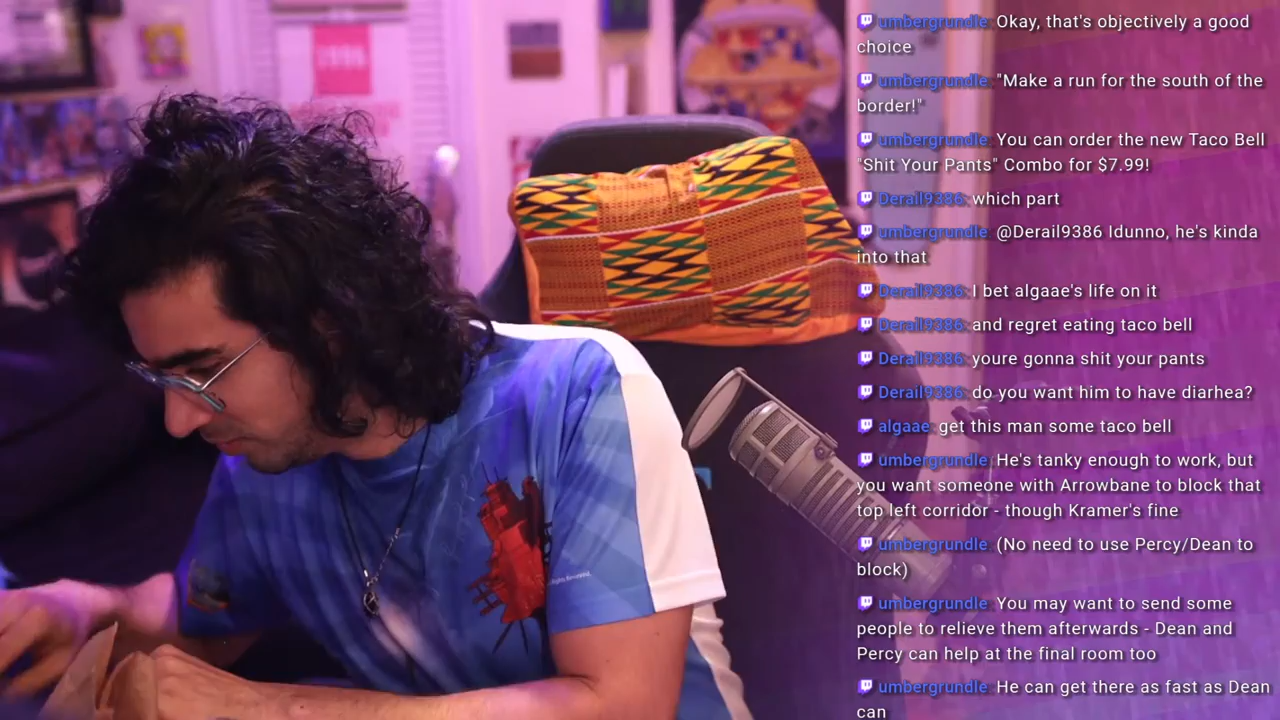 umbergrundle: Okay, that's objectively a good
choice
umbergrundle: "Make a run for the south of the
border!"
umbergrundle: You can order the new Taco Bell
"Shit Your Pants" Combo for $7.99!
Derail9386: which part
umbergrundle: @Derail9386 Idunno, he's kinda
into that
Derail9386: I bet algaae's life on it
Derail9386: and regret eating taco bell
Derail9386: youre gonna shit your pants
Derail9386: do you want him to have diarhea?
algaae: get this man some taco bell
umbergrundle: He's tanky enough to work, but
you want someone with Arrowbane to block that
top left corridor - though Kramer's fine
umbergrundle: (No need to use Percy/Dean to
block)
umbergrundle: You may want to send some
people to relieve them afterwards - Dean and
Percy can help at the final room too
umbergrundle: He can get there as fast as Dean
can